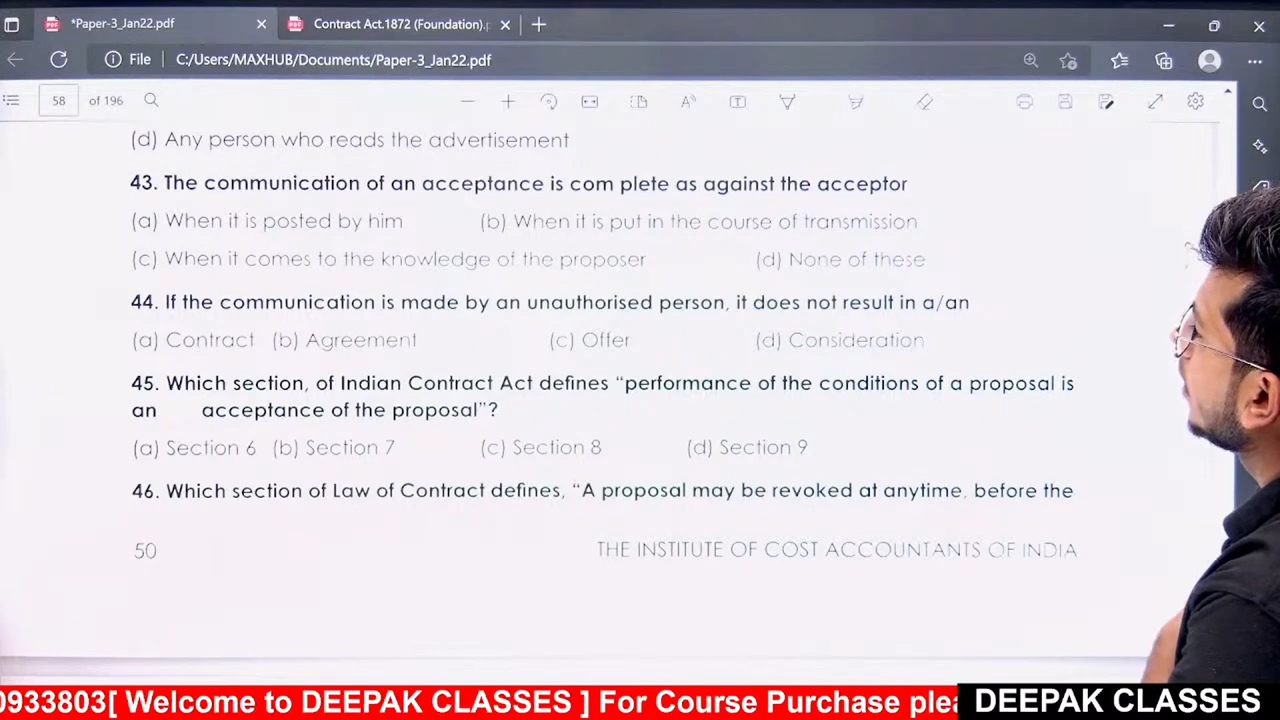 *Paper-3_Jan22.pdf
Contract Act.1872 (Foundation).
File
C:/Users/MAXHUB/Documents/Paper-3_Jan22.pdf
58 of 196
(d) Any person who reads the advertisement
43. The communication of an acceptance is com plete as against the acceptor
(a) When it is posted by him (b) When it is put in the course of transmission
(c) When it comes to the knowledge of the proposer (d) None of these
44. If the communication is made by an unauthorised person, it does not result in a/an
(a) Contract (b) Agreement (c) Offer (d) Consideration
45. Which section, of Indian Contract Act defines “performance of the conditions of a proposal is
an acceptance of the proposal”?
(a) Section 6 (b) Section 7 (c) Section 8 (d) Section 9
46. Which section of Law of Contract defines, “A proposal may be revoked at anytime, before the
50 THE INSTITUTE OF COST ACCOUNTANTS OF INDIA
0933803[ Welcome to DEEPAK CLASSES ] For Course Purchase plea
DEEPAK CLASSES